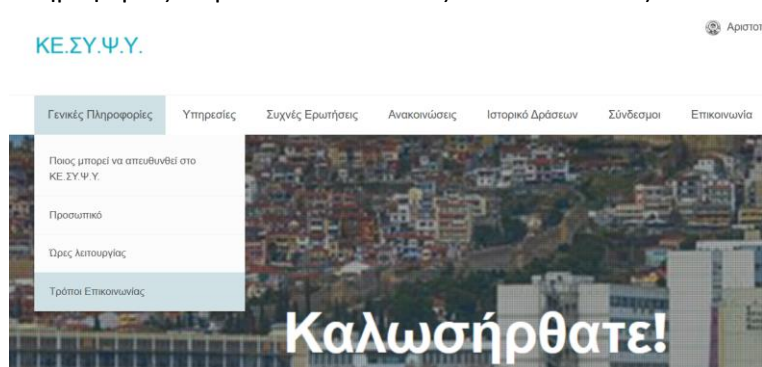 ΚΕ.ΣΥ.Ψ.Υ.
Γενικές Πληροφορίες Υπηρεσίες Συχνές Ερωτήσεις Ανακοινώσεις Ιστορικό Δράσεων Σύνδεσμοι Επικοινωνία
Ποιος μπορεί να απευθυνθεί στο
ΚΕ.ΣΥ.Ψ.Υ.
Προσωπικό
Ώρες λειτουργίας
Τρόποι Επικοινωνίας
Καλωσήρθατε!